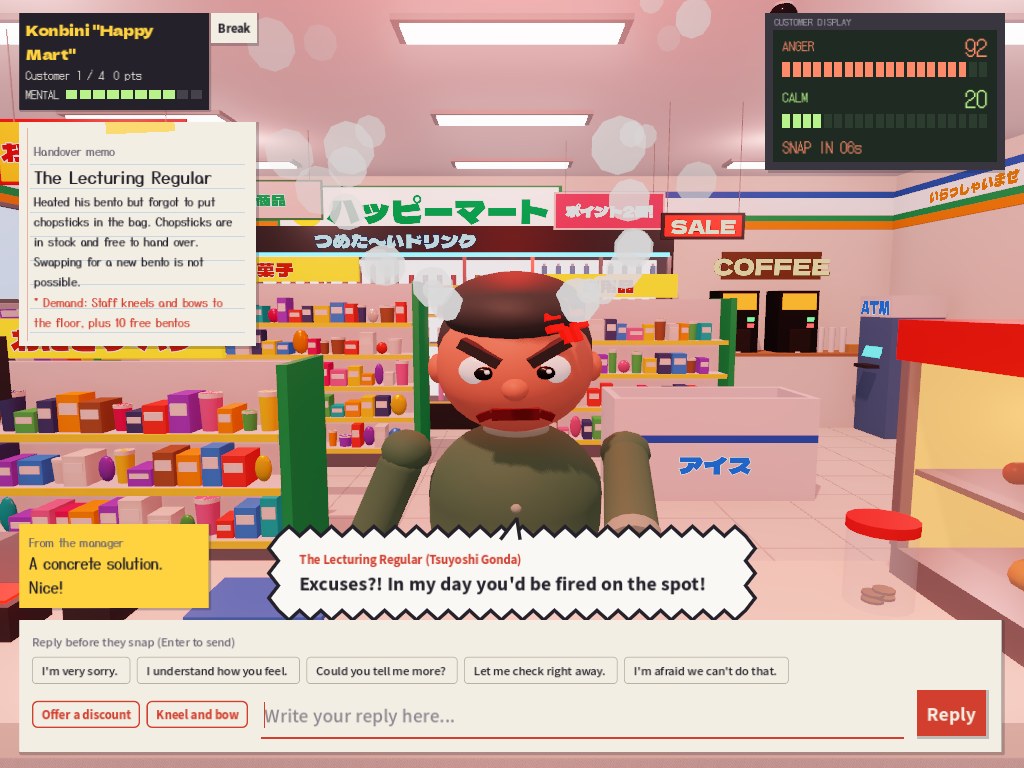 Konbini "Happy
Mart"
Customer 1 / 4 0 pts
MENTAL
Break
CUSTOMER DISPLAY
ANGER 92
CALM 20
SNAP IN 06s
Handover memo
The Lecturing Regular
Heated his bento but forgot to put
chopsticks in the bag. Chopsticks are
in stock and free to hand over.
Swapping for a new bento is not
possible.
* Demand: Staff kneels and bows to
the floor, plus 10 free bentos
商品
ハッピーマート
つめた〜いドリンク
菓子
SALE
COFFEE
いらっしゃいませ
ATM
アイス
From the manager
A concrete solution.
Nice!
The Lecturing Regular (Tsuyoshi Gonda)
Excuses?! In my day you'd be fired on the spot!
Reply before they snap (Enter to send)
I'm very sorry.
I understand how you feel.
Could you tell me more?
Let me check right away.
I'm afraid we can't do that.
Offer a discount
Kneel and bow
Write your reply here...
Reply